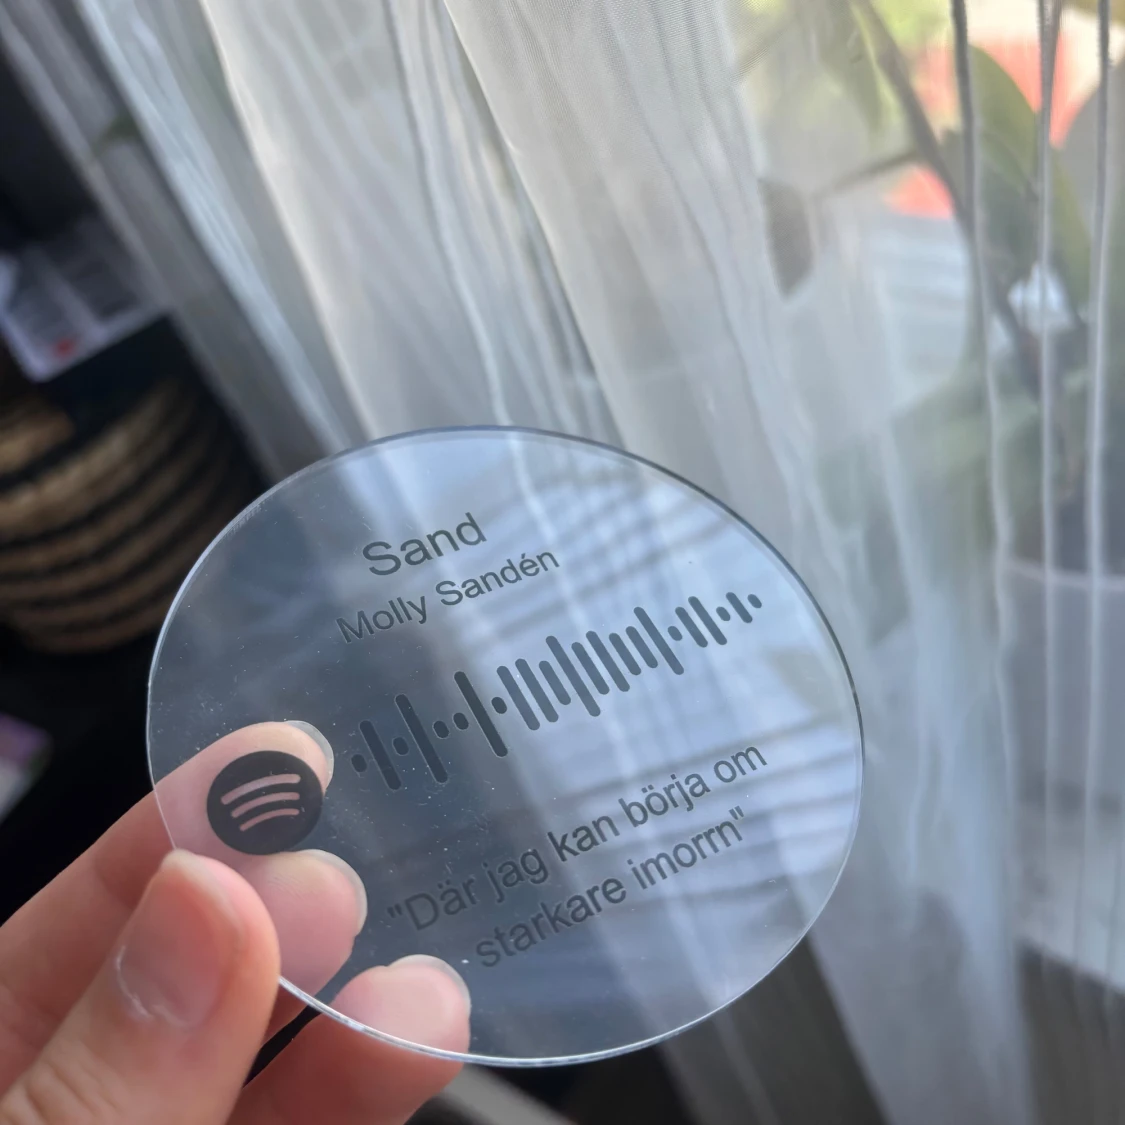 Sand
Molly Sandén
"Där jag kan börja om
starkare imorrn"